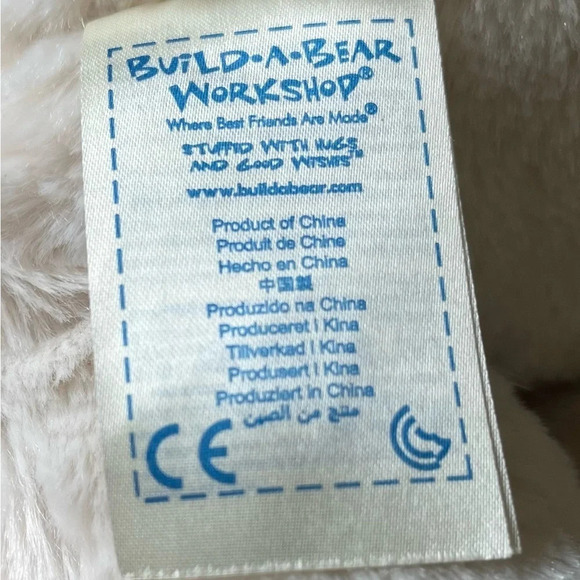 BUILD-A-BEAR
WORKSHOP®
Where Best Friends Are Made®
STUFFED WITH HUGS
AND GOOD WISHES™
www.buildabear.com
Product of China
Produit de Chine
Hecho en China
中国製
Produzido na China
Produceret i Kina
Tillverkad i Kina
Produsert i Kina
Produziert in China
منتج من الصين
CE